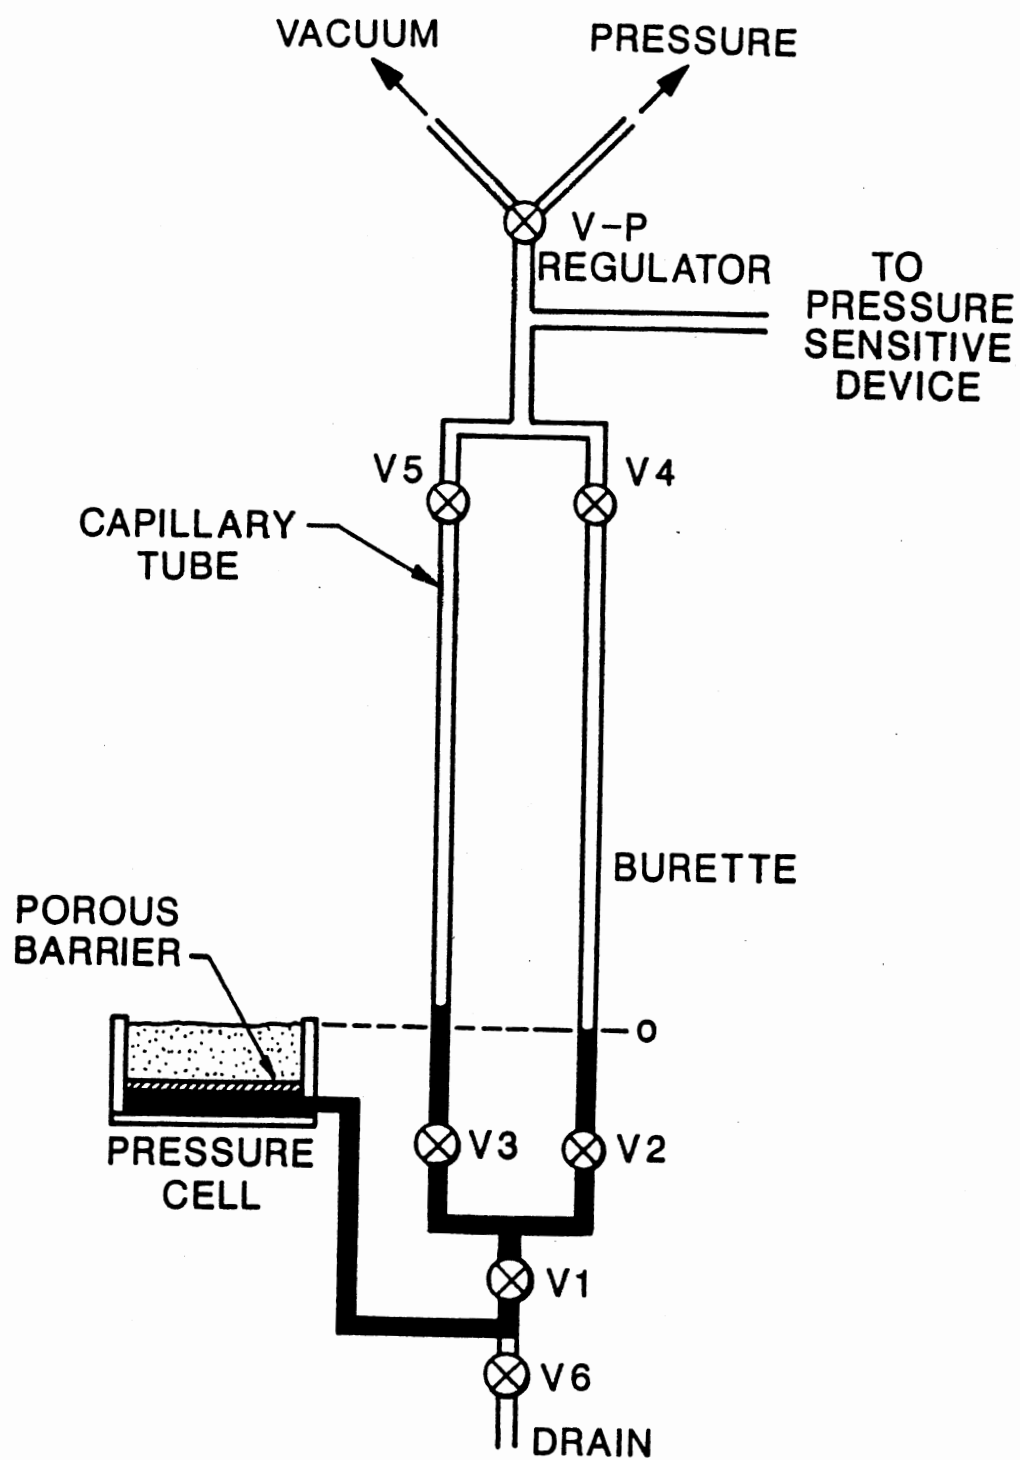 VACUUM
PRESSURE
V-P
REGULATOR
TO
PRESSURE
SENSITIVE
DEVICE
V5
V4
CAPILLARY
TUBE
BURETTE
POROUS
BARRIER
O
V3
V2
PRESSURE
CELL
V1
V6
DRAIN